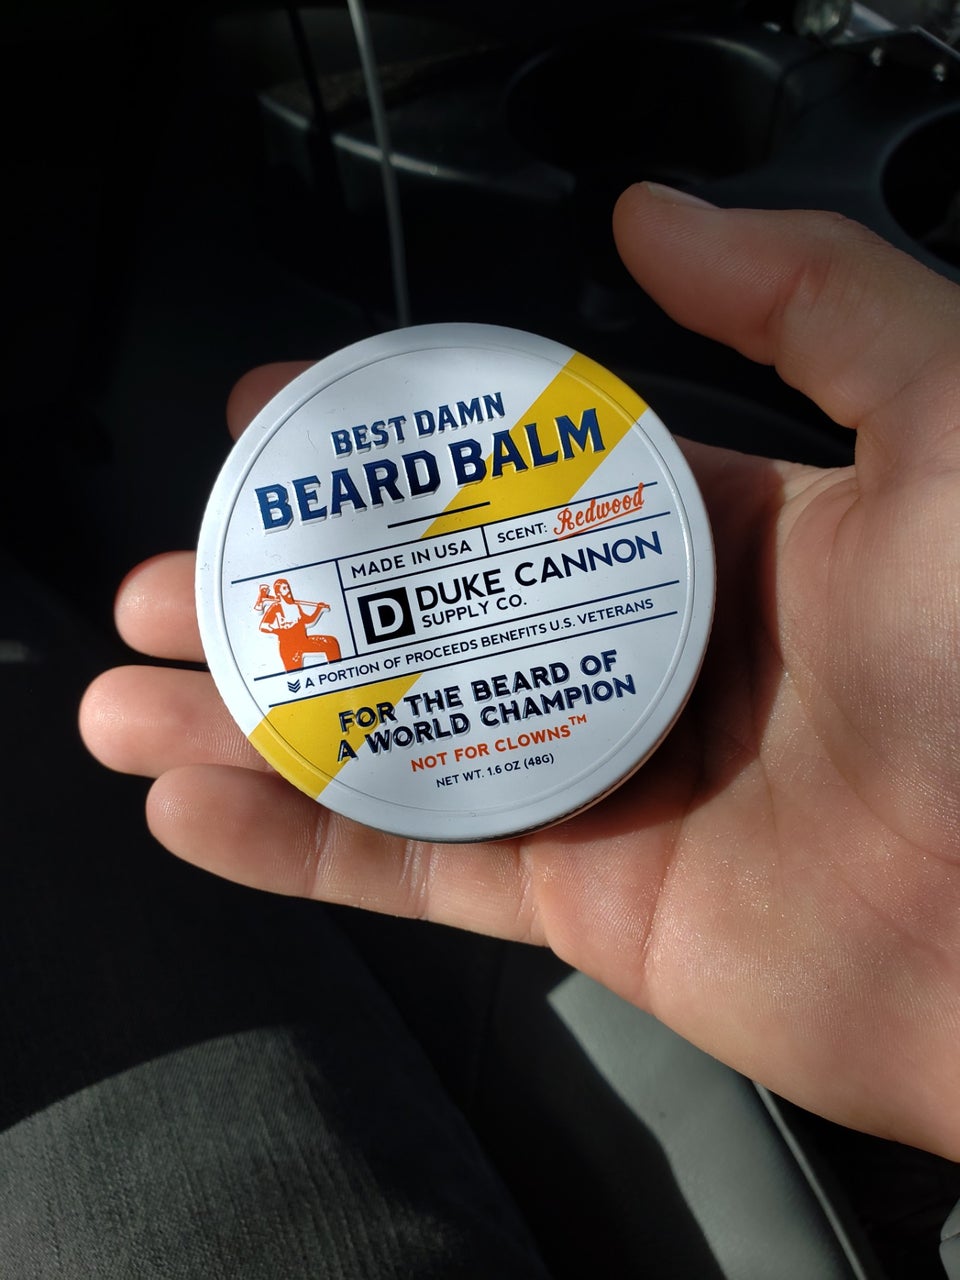 BEST DAMN
BEARD BALM
MADE IN USA
SCENT: Redwood
D DUKE CANNON
SUPPLY CO.
A PORTION OF PROCEEDS BENEFITS U.S. VETERANS
FOR THE BEARD OF
A WORLD CHAMPION
NOT FOR CLOWNS™
NET WT. 1.6 OZ (48G)